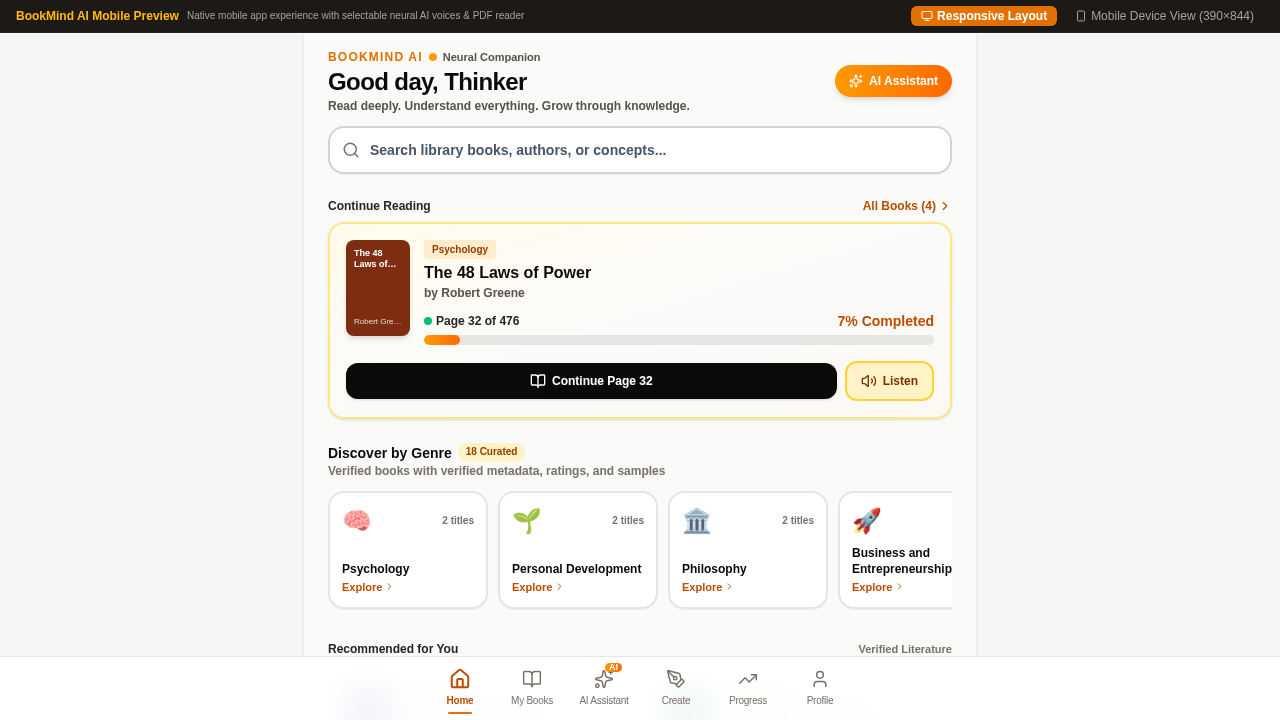 BookMind AI Mobile Preview Native mobile app experience with selectable neural AI voices & PDF reader Responsive Layout Mobile Device View (390×844)
BOOKMIND AI Neural Companion
Good day, Thinker
AI Assistant
Read deeply. Understand everything. Grow through knowledge.
Search library books, authors, or concepts...
Continue Reading All Books (4)
The 48
Laws of…
Robert Gre…
Psychology
The 48 Laws of Power
by Robert Greene
Page 32 of 476 7% Completed
Continue Page 32 Listen
Discover by Genre 18 Curated
Verified books with verified metadata, ratings, and samples
🧠 2 titles
Psychology
Explore
🌱 2 titles
Personal Development
Explore
🏛️ 2 titles
Philosophy
Explore
🚀
Business and
Entrepreneurship
Explore
Recommended for You Verified Literature
AI
Home My Books AI Assistant Create Progress Profile